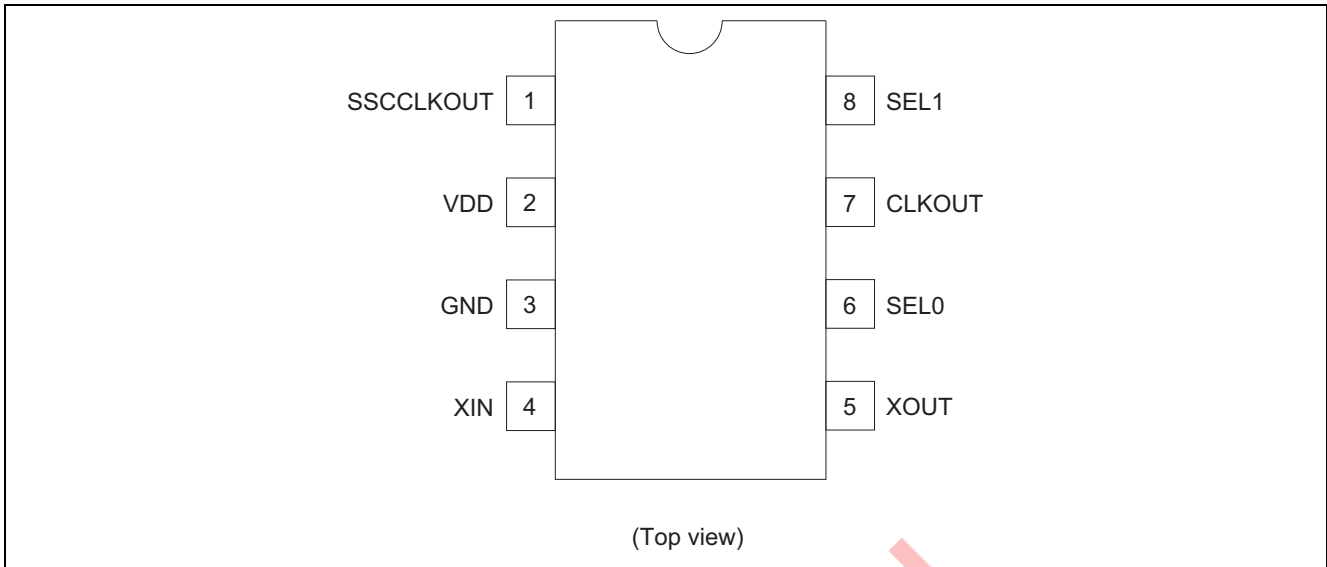 SSCCLKOUT 1 8 SEL1
VDD 2 7 CLKOUT
GND 3 6 SEL0
XIN 4 5 XOUT
(Top view)